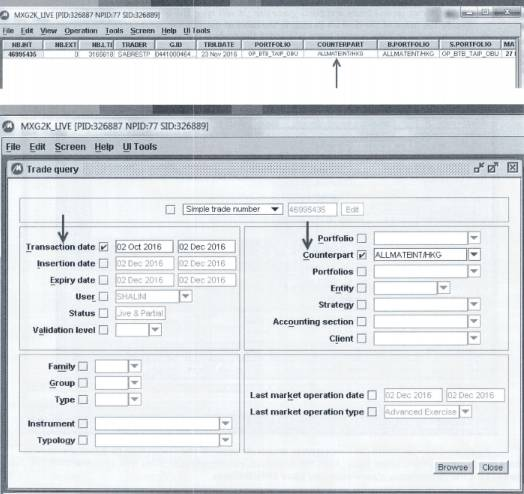 MXG2K_LIVE [PID:326887 NPID:77 SID:326889]
File Edit View Operation Tools Screen Help UI Tools
NB.INT NB.EXT NB.I.TI TRADER G.ID TRN.DATE PORTFOLIO COUNTERPART B.PORTFOLIO S.PORTFOLIO MA
46995435 0 3165618 SABRESTP D441000464 23 Nov 2016 OP_BTB_TAIP_OBU ALLMATEINT/HKG ALLMATEINT/HKG OP_BTB_TAIP_OBU 27
MXG2K_LIVE [PID:326887 NPID:77 SID:326889]
File Edit Screen Help UI Tools
Trade query
Simple trade number 46995435 Edit
Transaction date 02 Oct 2016 02 Dec 2016
Insertion date 02 Dec 2016 02 Dec 2016
Expiry date 02 Dec 2016 02 Dec 2016
User SHALINI
Status Live & Partial
Validation level
Portfolio
Counterpart ALLMATEINT/HKG
Portfolios
Entity
Strategy
Accounting section
Client
Family
Group
Type
Instrument
Typology
Last market operation date 02 Dec 2016 02 Dec 2016
Last market operation type Advanced Exercise
Browse Close